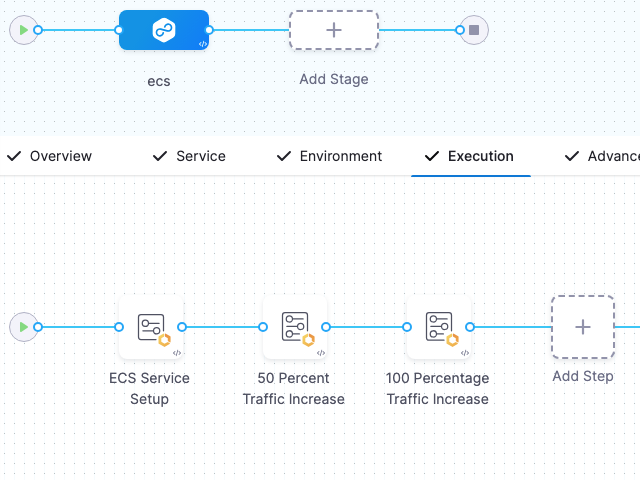 ecs
Add Stage
Overview
Service
Environment
Execution
Advance
ECS Service
Setup
50 Percent
Traffic Increase
100 Percentage
Traffic Increase
Add Step